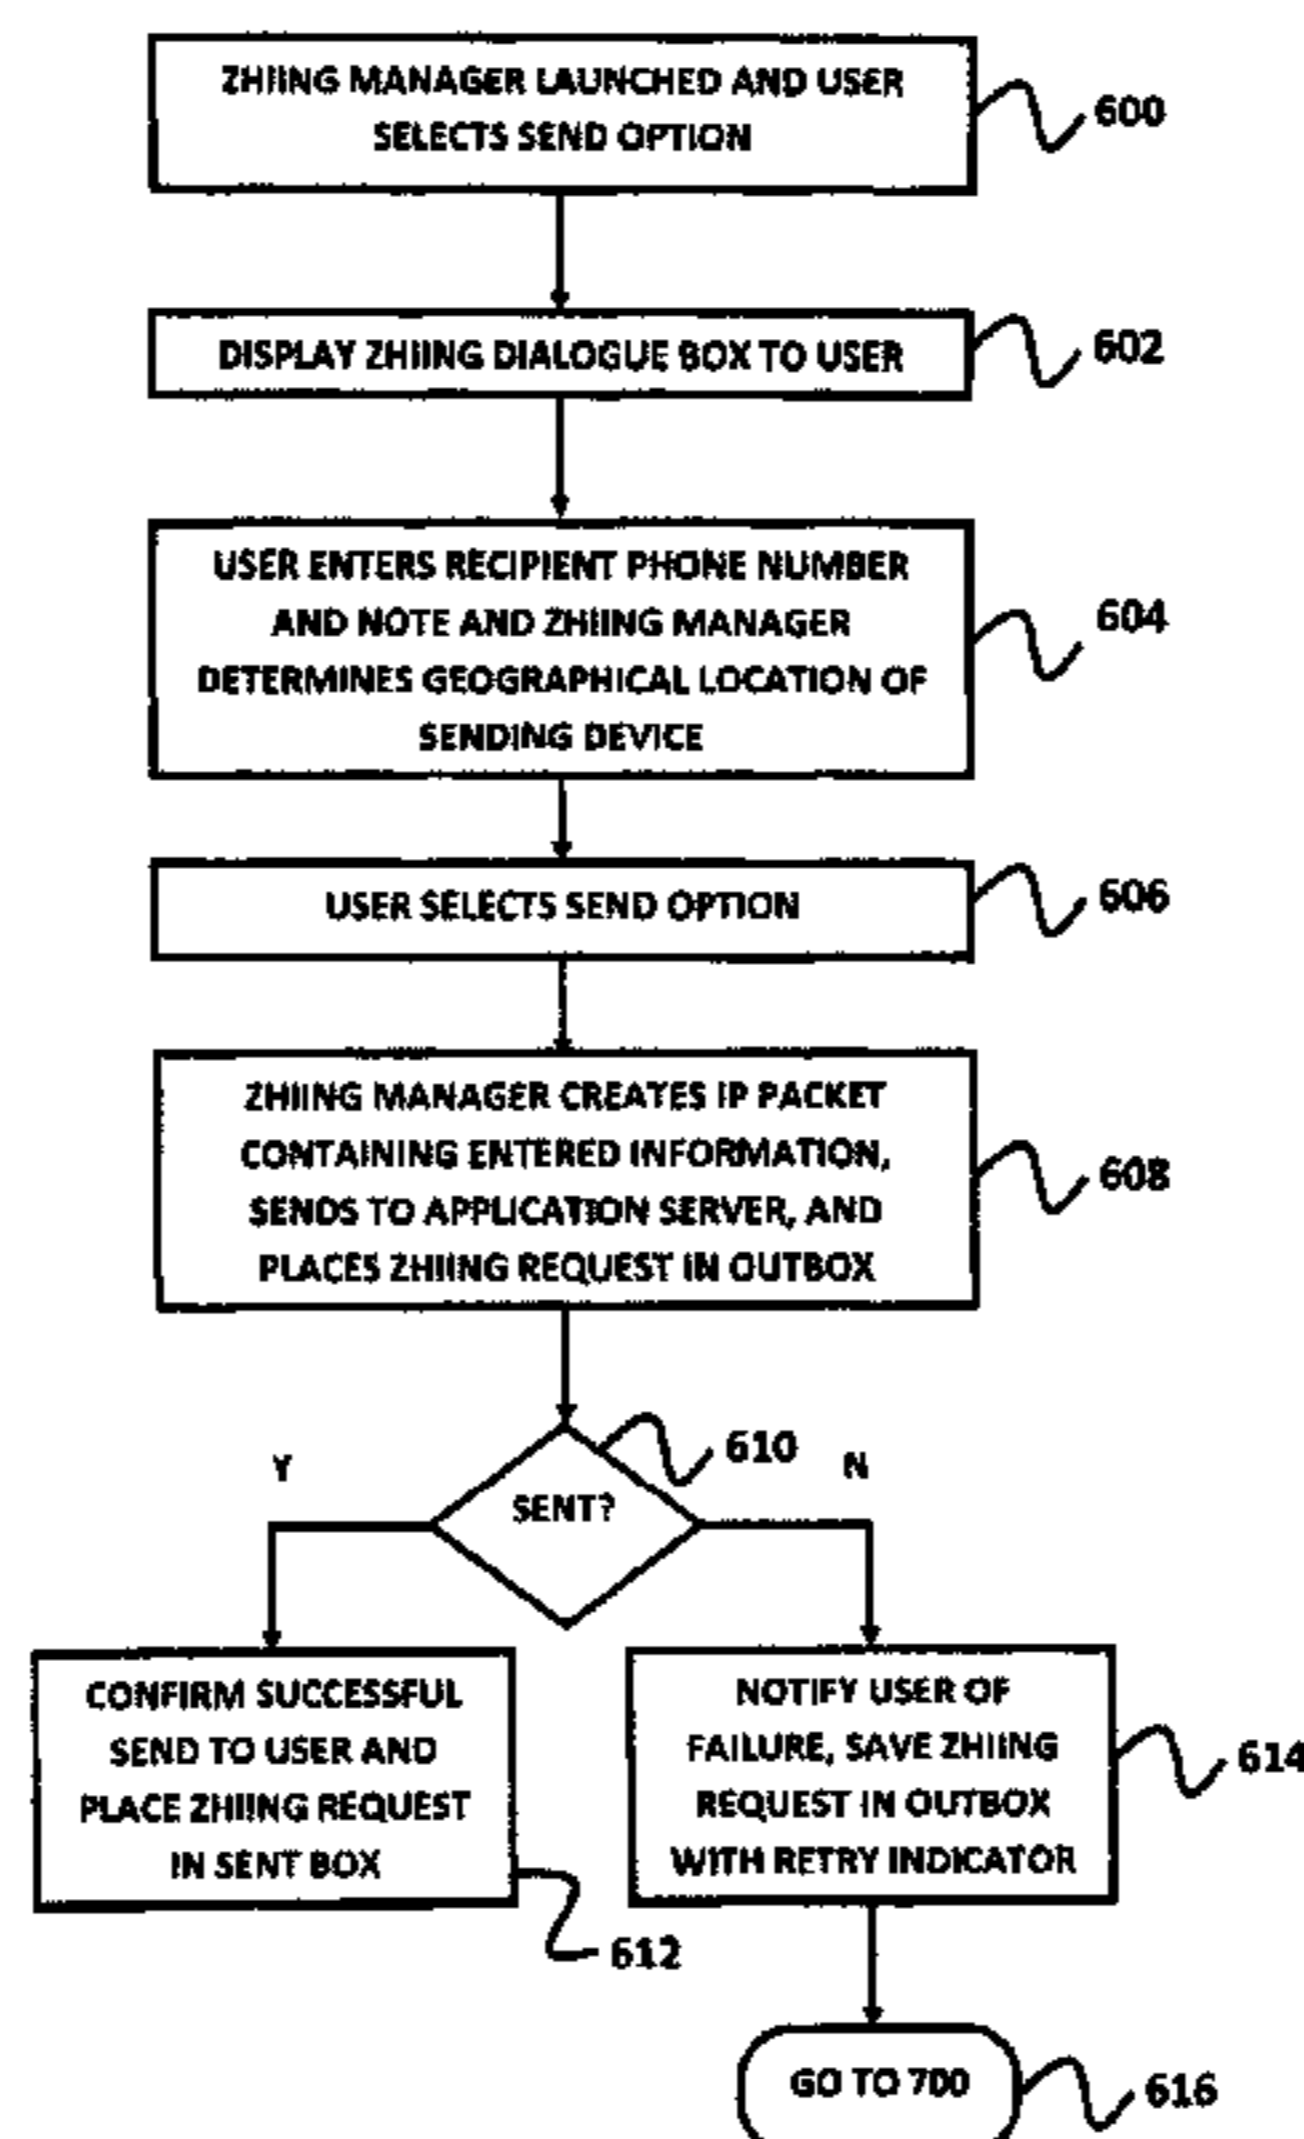 ZHIING MANAGER LAUNCHED AND USER
SELECTS SEND OPTION
600
DISPLAY ZHIING DIALOGUE BOX TO USER
602
USER ENTERS RECIPIENT PHONE NUMBER
AND NOTE AND ZHIING MANAGER
DETERMINES GEOGRAPHICAL LOCATION OF
SENDING DEVICE
604
USER SELECTS SEND OPTION
606
ZHIING MANAGER CREATES IP PACKET
CONTAINING ENTERED INFORMATION,
SENDS TO APPLICATION SERVER, AND
PLACES ZHIING REQUEST IN OUTBOX
608
610
Y
N
SENT?
CONFIRM SUCCESSFUL
SEND TO USER AND
PLACE ZHIING REQUEST
IN SENT BOX
612
NOTIFY USER OF
FAILURE, SAVE ZHIING
REQUEST IN OUTBOX
WITH RETRY INDICATOR
614
GO TO 700
616